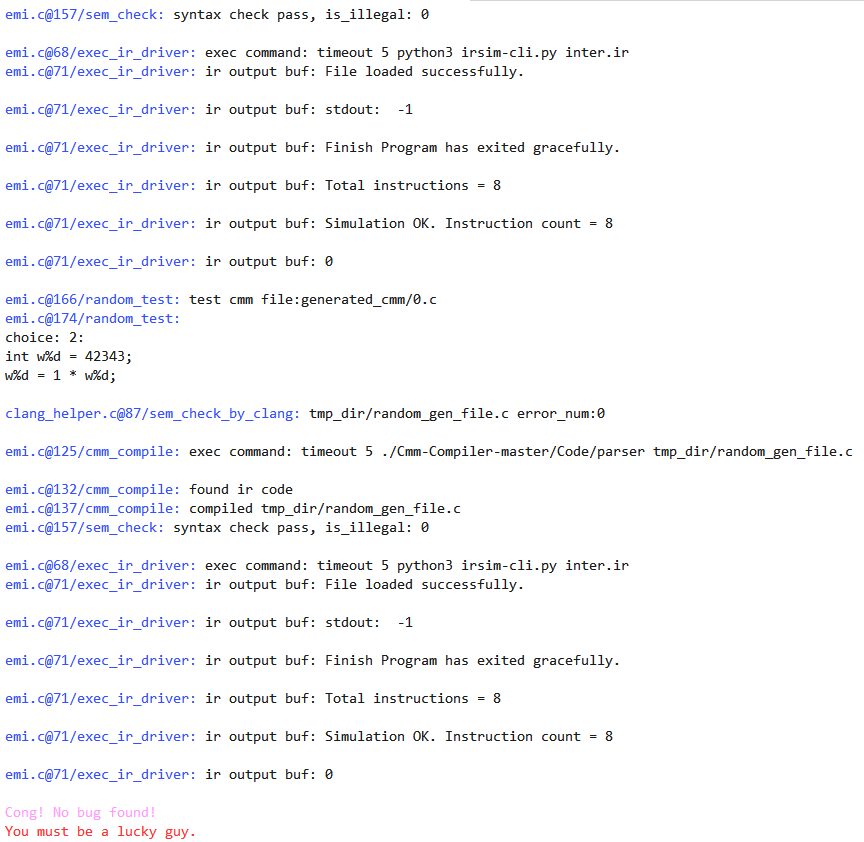 emi.c@157/sem_check: syntax check pass, is_illegal: 0
emi.c@68/exec_ir_driver: exec command: timeout 5 python3 irsim-cli.py inter.ir
emi.c@71/exec_ir_driver: ir output buf: File loaded successfully.
emi.c@71/exec_ir_driver: ir output buf: stdout:  -1
emi.c@71/exec_ir_driver: ir output buf: Finish Program has exited gracefully.
emi.c@71/exec_ir_driver: ir output buf: Total instructions = 8
emi.c@71/exec_ir_driver: ir output buf: Simulation OK. Instruction count = 8
emi.c@71/exec_ir_driver: ir output buf: 0
emi.c@166/random_test: test cmm file:generated_cmm/0.c
emi.c@174/random_test:
choice: 2:
int w%d = 42343;
w%d = 1 * w%d;
clang_helper.c@87/sem_check_by_clang: tmp_dir/random_gen_file.c error_num:0
emi.c@125/cmm_compile: exec command: timeout 5 ./Cmm-Compiler-master/Code/parser tmp_dir/random_gen_file.c
emi.c@132/cmm_compile: found ir code
emi.c@137/cmm_compile: compiled tmp_dir/random_gen_file.c
emi.c@157/sem_check: syntax check pass, is_illegal: 0
emi.c@68/exec_ir_driver: exec command: timeout 5 python3 irsim-cli.py inter.ir
emi.c@71/exec_ir_driver: ir output buf: File loaded successfully.
emi.c@71/exec_ir_driver: ir output buf: stdout:  -1
emi.c@71/exec_ir_driver: ir output buf: Finish Program has exited gracefully.
emi.c@71/exec_ir_driver: ir output buf: Total instructions = 8
emi.c@71/exec_ir_driver: ir output buf: Simulation OK. Instruction count = 8
emi.c@71/exec_ir_driver: ir output buf: 0
Cong! No bug found!
You must be a lucky guy.